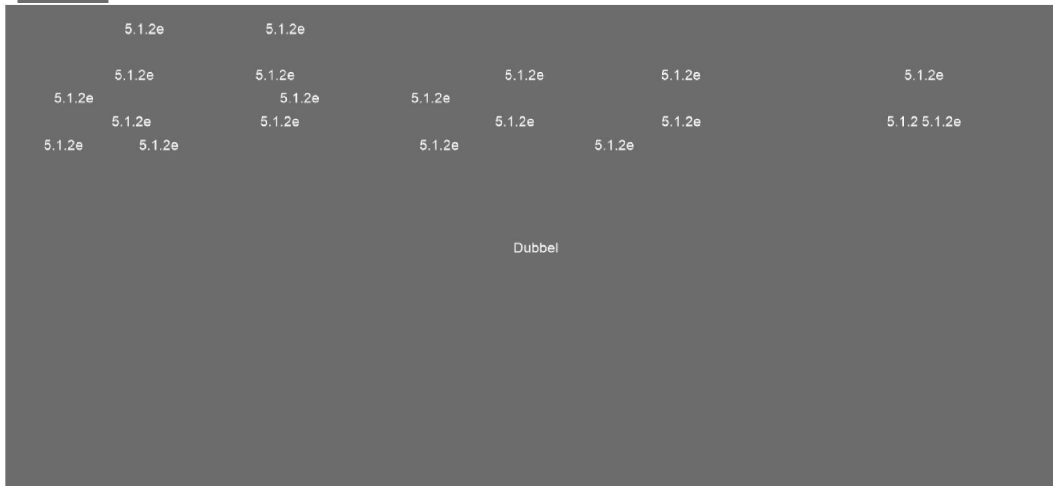 5.1.2e 5.1.2e
5.1.2e 5.1.2e 5.1.2e 5.1.2e 5.1.2e
5.1.2e 5.1.2e 5.1.2e
5.1.2e 5.1.2e 5.1.2e 5.1.2e 5.1.2 5.1.2e
5.1.2e 5.1.2e 5.1.2e 5.1.2e
Dubbel